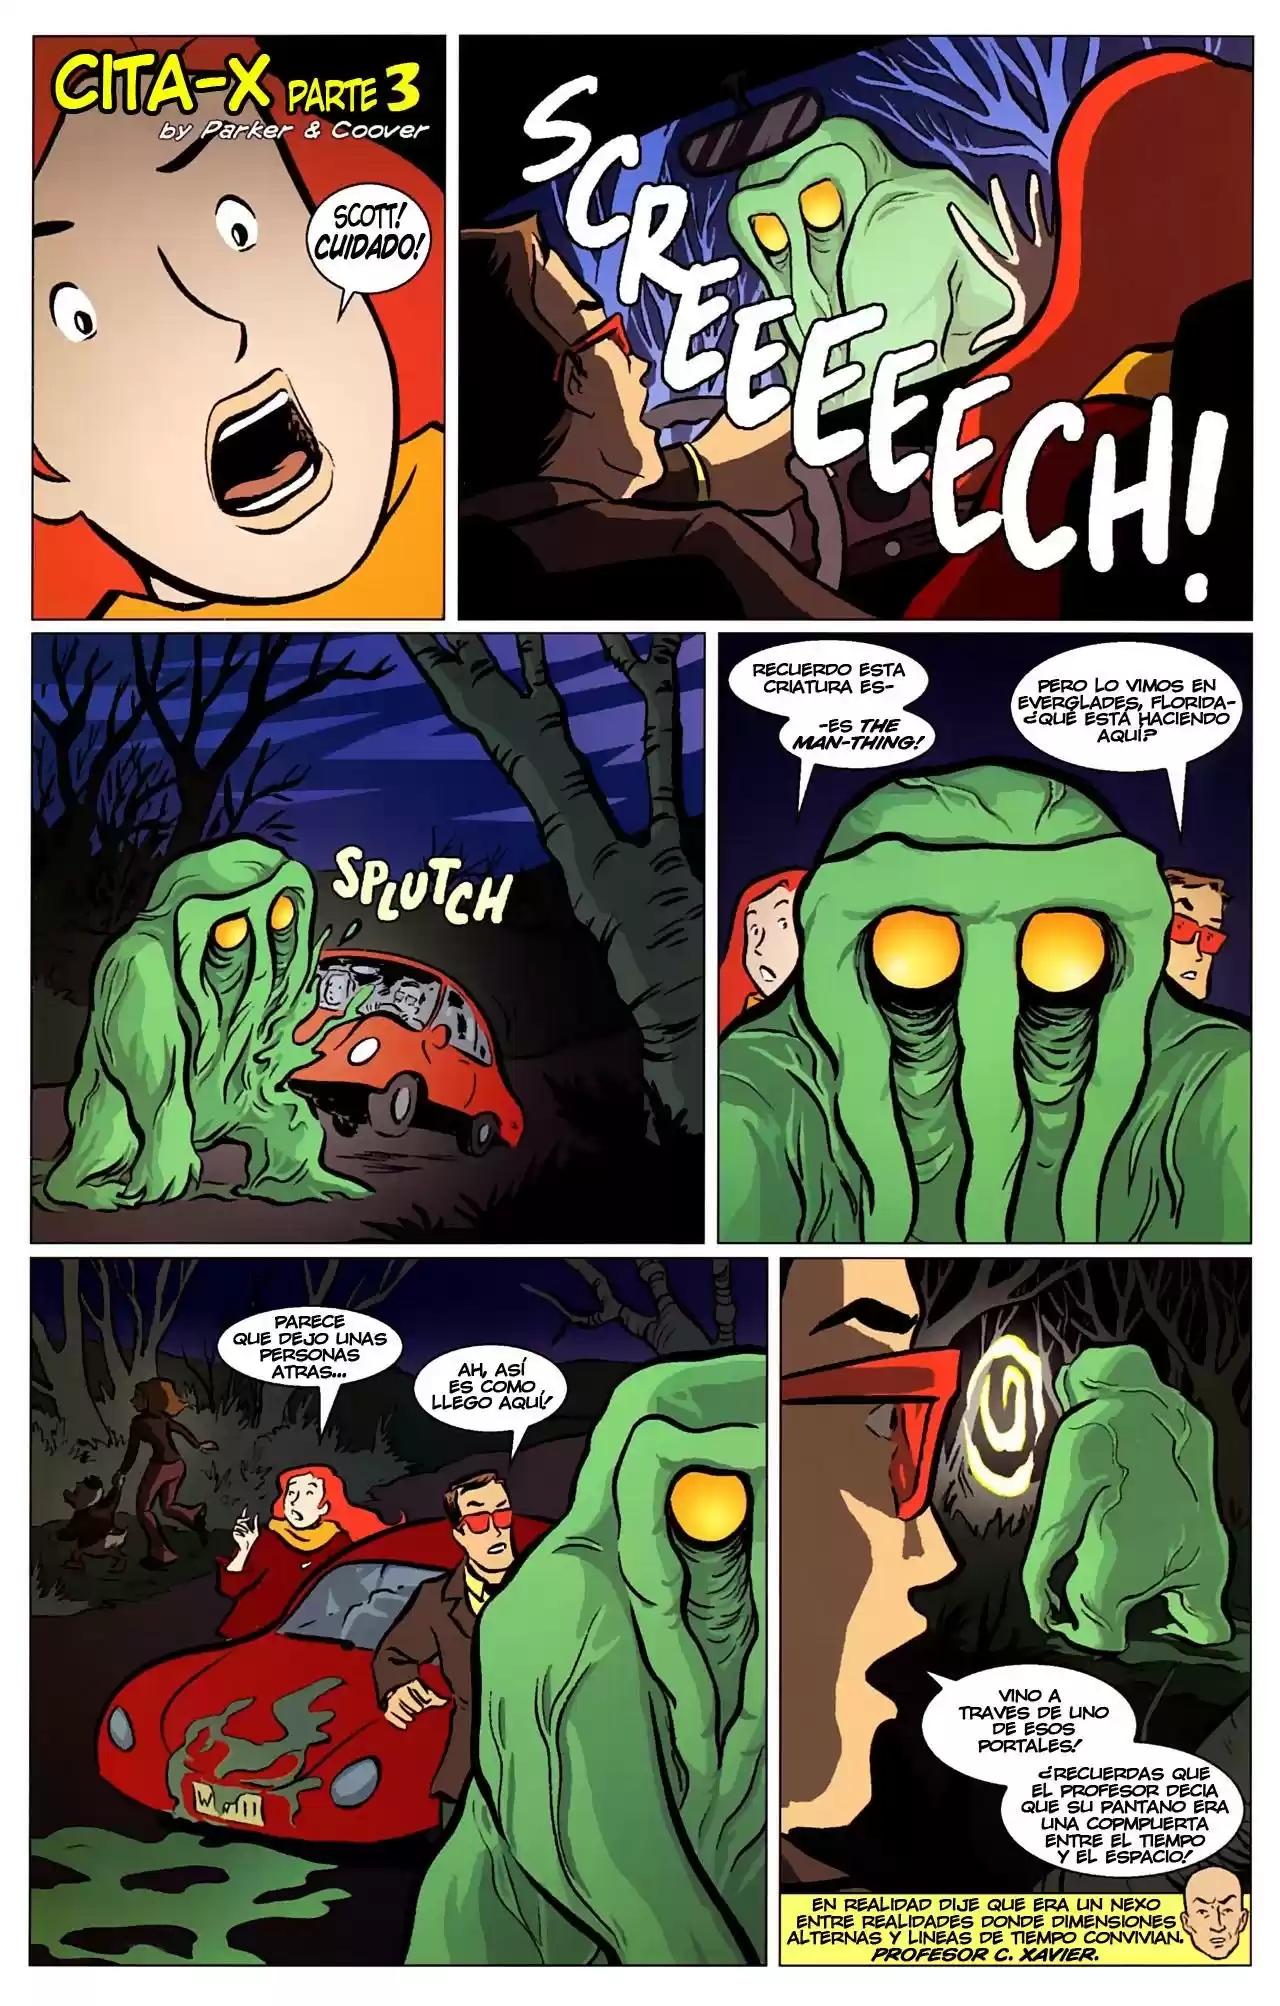 CITA-X PARTE 3
by Parker & Coover
SCOTT!
CUIDADO!
SCREEEEEECH!
SPLUTCH
RECUERDO ESTA
CRIATURA ES-
-ES THE
MAN-THING!
PERO LO VIMOS EN
EVERGLADES, FLORIDA-
¿QUÉ ESTÁ HACIENDO
AQUÍ?
PARECE
QUE DEJO UNAS
PERSONAS
ATRAS...
AH, ASÍ
ES COMO
LLEGO AQUÍ!
VINO A
TRAVES DE UNO
DE ESOS
PORTALES!
¿RECUERDAS QUE
EL PROFESOR DECIA
QUE SU PANTANO ERA
UNA COPMPUERTA
ENTRE EL TIEMPO
Y EL ESPACIO!
EN REALIDAD DIJE QUE ERA UN NEXO
ENTRE REALIDADES DONDE DIMENSIONES
ALTERNAS Y LINEAS DE TIEMPO CONVIVIAN.
PROFESOR C. XAVIER.